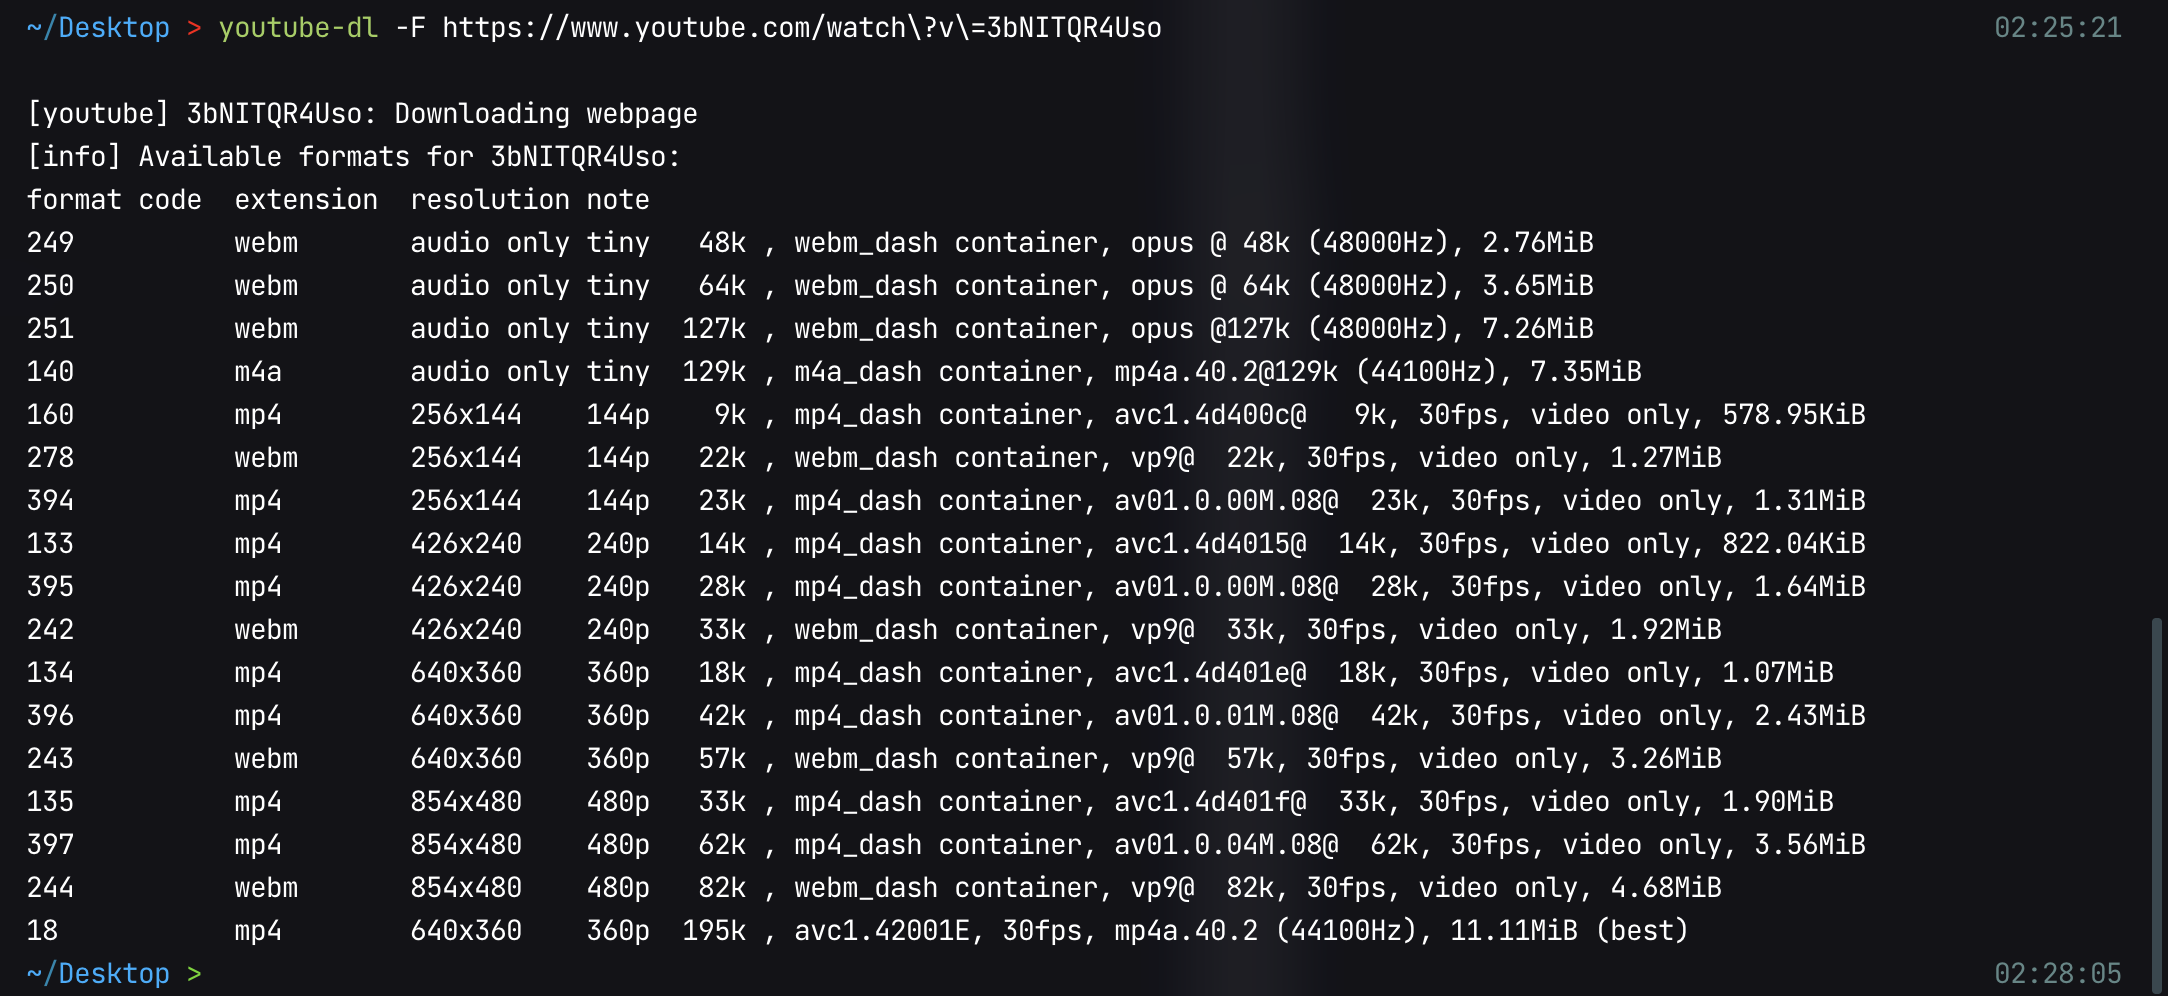 ~/Desktop > youtube-dl -F https://www.youtube.com/watch\?v\=3bNITQR4Uso 02:25:21
[youtube] 3bNITQR4Uso: Downloading webpage
[info] Available formats for 3bNITQR4Uso:
format code  extension  resolution note
249          webm       audio only tiny   48k , webm_dash container, opus @ 48k (48000Hz), 2.76MiB
250          webm       audio only tiny   64k , webm_dash container, opus @ 64k (48000Hz), 3.65MiB
251          webm       audio only tiny  127k , webm_dash container, opus @127k (48000Hz), 7.26MiB
140          m4a        audio only tiny  129k , m4a_dash container, mp4a.40.2@129k (44100Hz), 7.35MiB
160          mp4        256x144    144p    9k , mp4_dash container, avc1.4d400c@   9k, 30fps, video only, 578.95KiB
278          webm       256x144    144p   22k , webm_dash container, vp9@  22k, 30fps, video only, 1.27MiB
394          mp4        256x144    144p   23k , mp4_dash container, av01.0.00M.08@  23k, 30fps, video only, 1.31MiB
133          mp4        426x240    240p   14k , mp4_dash container, avc1.4d4015@  14k, 30fps, video only, 822.04KiB
395          mp4        426x240    240p   28k , mp4_dash container, av01.0.00M.08@  28k, 30fps, video only, 1.64MiB
242          webm       426x240    240p   33k , webm_dash container, vp9@  33k, 30fps, video only, 1.92MiB
134          mp4        640x360    360p   18k , mp4_dash container, avc1.4d401e@  18k, 30fps, video only, 1.07MiB
396          mp4        640x360    360p   42k , mp4_dash container, av01.0.01M.08@  42k, 30fps, video only, 2.43MiB
243          webm       640x360    360p   57k , webm_dash container, vp9@  57k, 30fps, video only, 3.26MiB
135          mp4        854x480    480p   33k , mp4_dash container, avc1.4d401f@  33k, 30fps, video only, 1.90MiB
397          mp4        854x480    480p   62k , mp4_dash container, av01.0.04M.08@  62k, 30fps, video only, 3.56MiB
244          webm       854x480    480p   82k , webm_dash container, vp9@  82k, 30fps, video only, 4.68MiB
18           mp4        640x360    360p  195k , avc1.42001E, 30fps, mp4a.40.2 (44100Hz), 11.11MiB (best)
~/Desktop > 02:28:05